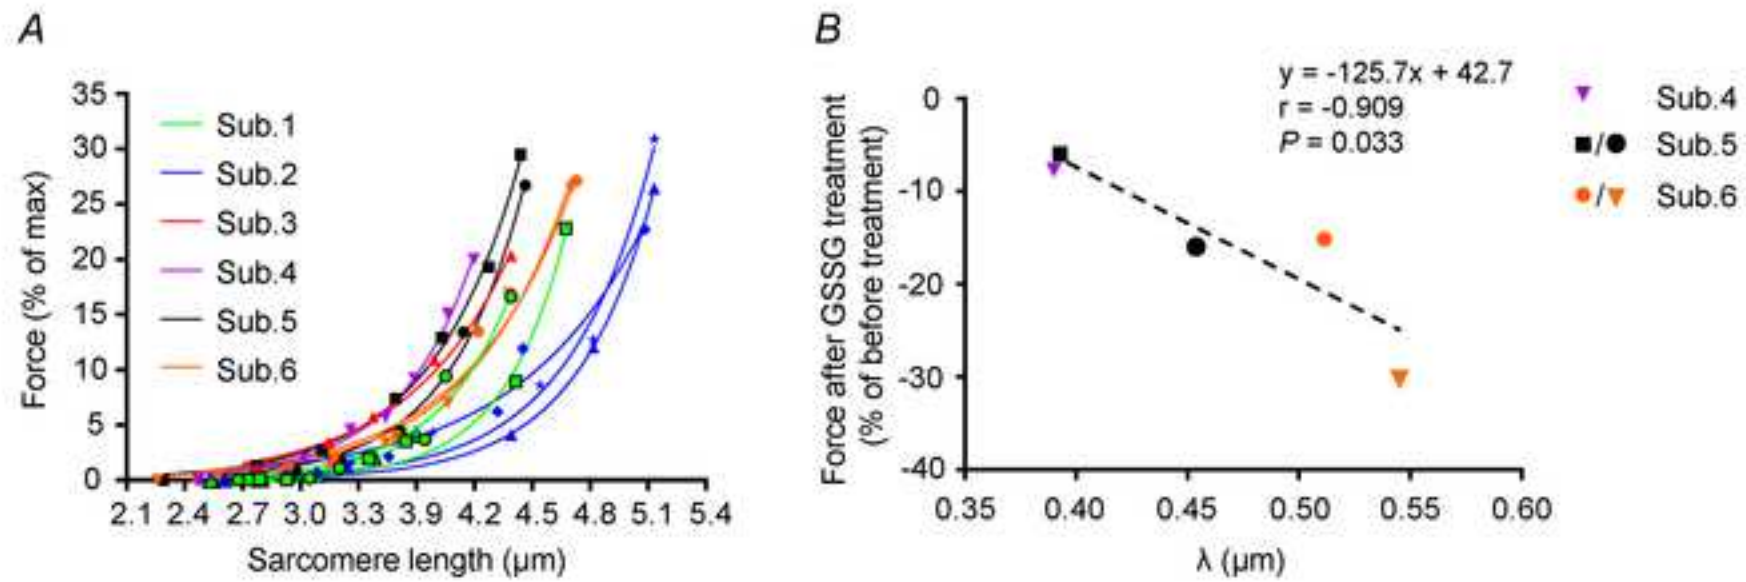 A
Force (% of max)
35
30
25
20
15
10
5
0
Sub.1
Sub.2
Sub.3
Sub.4
Sub.5
Sub.6
2.1 2.4 2.7 3.0 3.3 3.9 4.2 4.5 4.8 5.1 5.4
Sarcomere length (µm)
B
Force after GSSG treatment
(% of before treatment)
0
-10
-20
-30
-40
y = -125.7x + 42.7
r = -0.909
P = 0.033
Sub.4
/ Sub.5
/ Sub.6
0.35 0.40 0.45 0.50 0.55 0.60
λ (µm)